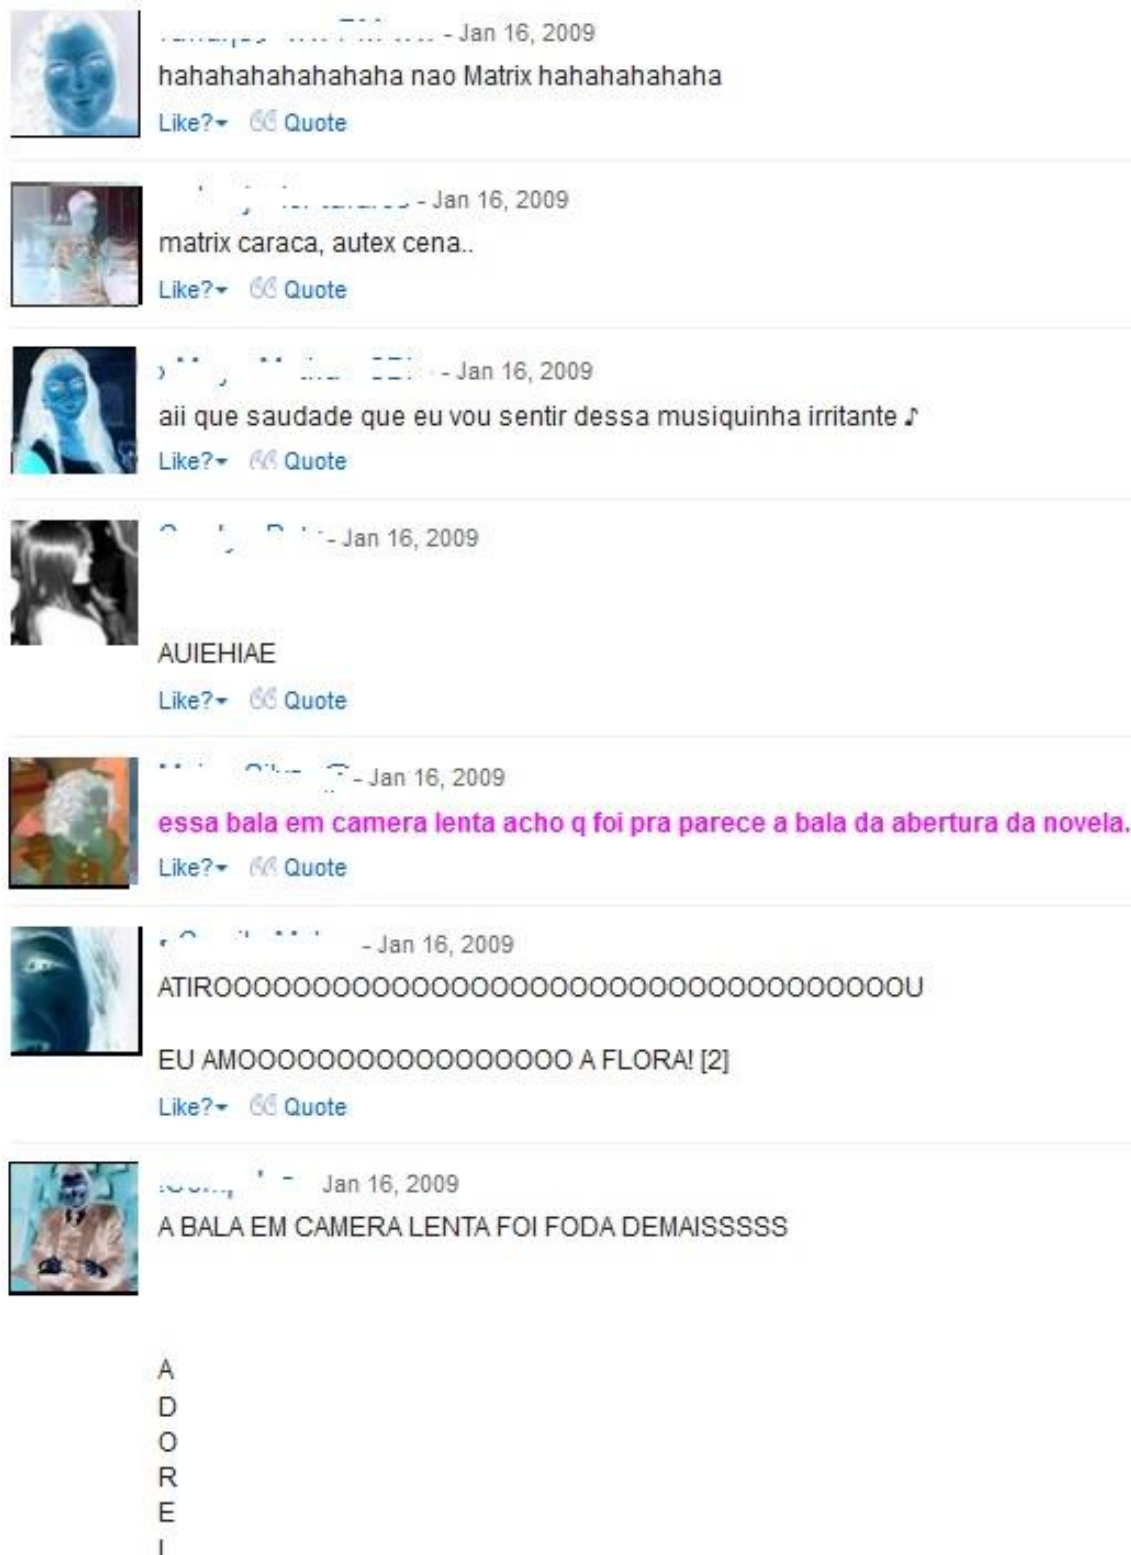 - Jan 16, 2009
hahahahahahahaha nao Matrix hahahahahaha
Like? Quote
- Jan 16, 2009
matrix caraca, autex cena..
Like? Quote
- Jan 16, 2009
aii que saudade que eu vou sentir dessa musiquinha irritante ♪
Like? Quote
- Jan 16, 2009
AUIEHIAE
Like? Quote
- Jan 16, 2009
essa bala em camera lenta acho q foi pra parece a bala da abertura da novela.
Like? Quote
- Jan 16, 2009
ATIROOOOOOOOOOOOOOOOOOOOOOOOOOOOOOOOOOOU
EU AMOOOOOOOOOOOOOOOOO A FLORA! [2]
Like? Quote
Jan 16, 2009
A BALA EM CAMERA LENTA FOI FODA DEMAISSSSS
A
D
O
R
E
I